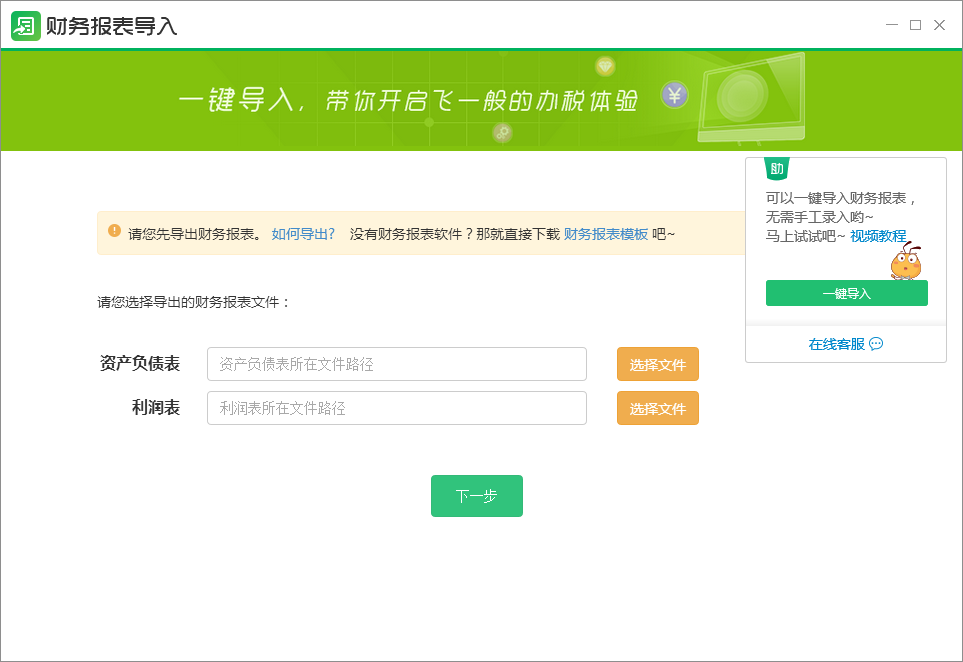 财务报表导入
一键导入，带你开启飞一般的办税体验
助
可以一键导入财务报表，
无需手工录入哟~
马上试试吧~ 视频教程
一键导入
在线客服
请您先导出财务报表。 如何导出? 没有财务报表软件？那就直接下载 财务报表模板 吧~
请您选择导出的财务报表文件：
资产负债表 资产负债表所在文件路径 选择文件
利润表 利润表所在文件路径 选择文件
下一步